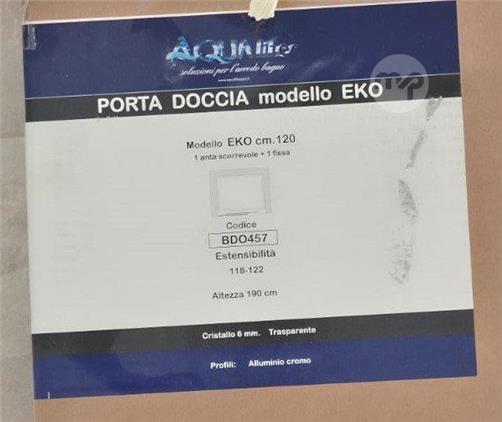 AQUAlifes
soluzioni per l'arredo bagno
PORTA DOCCIA modello EKO
Modello EKO cm.120
1 anta scorrevole + 1 fissa
Codice
BDO457
Estensibilità
118-122
Altezza 190 cm
Cristallo 6 mm. Trasparente
Profili: Alluminio cromo